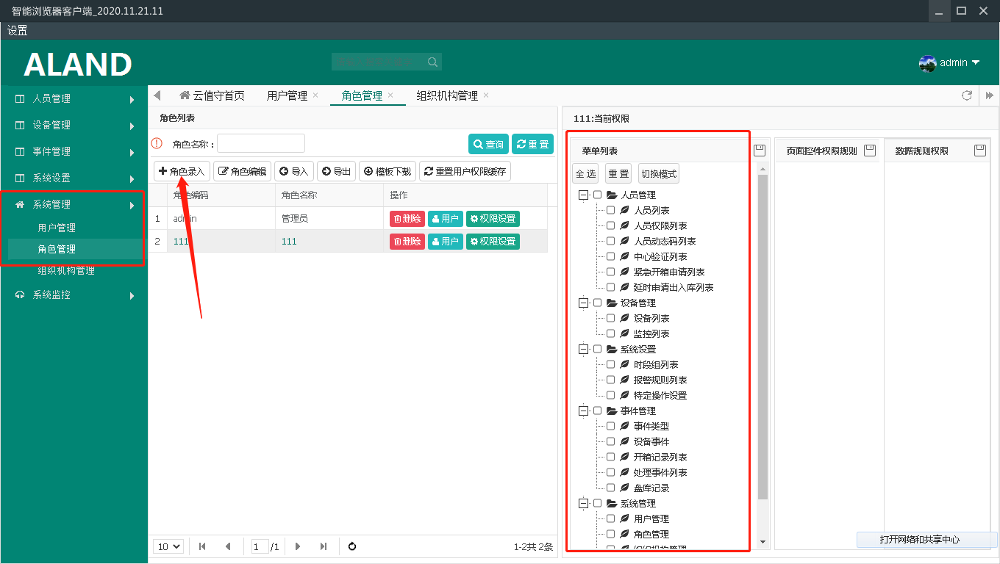 智能浏览器客户端_2020.11.21.11
设置
ALAND
admin
人员管理
设备管理
事件管理
系统设置
系统管理
用户管理
角色管理
组织机构管理
系统监控
云值守首页
用户管理 ×
角色管理 ×
组织机构管理 ×
角色列表
角色名称：
查询
重 置
角色录入
角色编辑
导入
导出
模板下载
重置用户权限缓存
角色编码 角色名称 操作
1 admin 管理员 删除 用户 权限设置
2 111 111 删除 用户 权限设置
10
1 /1
1-2共 2条
111:当前权限
菜单列表
全 选
重 置
切换模式
人员管理
人员列表
人员权限列表
人员动态码列表
中心验证列表
紧急开箱申请列表
延时申请出入库列表
设备管理
设备列表
监控列表
系统设置
时段组列表
报警规则列表
特定操作设置
事件管理
事件类型
设备事件
开箱记录列表
处理事件列表
盘库记录
系统管理
用户管理
角色管理
组织机构管理
页面控件权限规则
数据规则权限
打开网络和共享中心